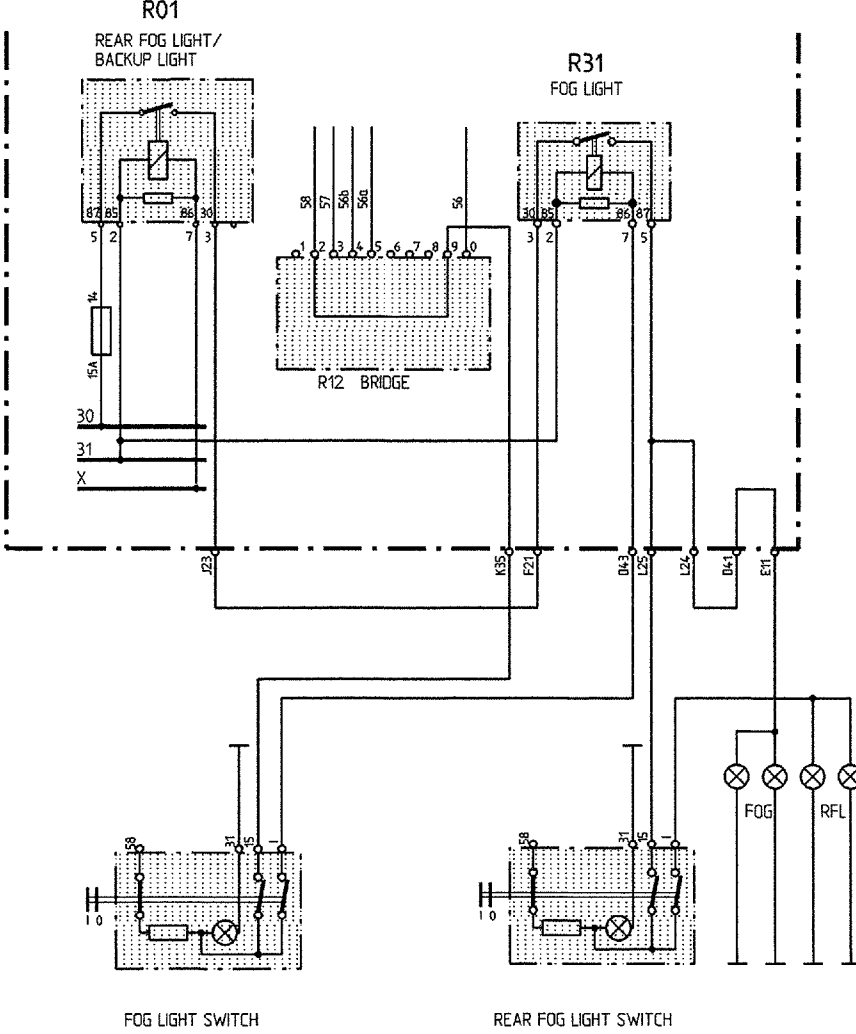 R01
REAR FOG LIGHT/
BACKUP LIGHT
R31
FOG LIGHT
87 85 86 30
5 2 7 3
30 85 86 87
3 2 7 5
58 57 56b 56a 56
1 2 3 4 5 6 7 8 9 0
R12 BRIDGE
14
15A
30
31
X
J23 K35 F21 D43 L25 L24 D41 E11
FOG RFL
58 31 15 I
58 31 15 I
I 0
I 0
FOG LIGHT SWITCH
REAR FOG LIGHT SWITCH